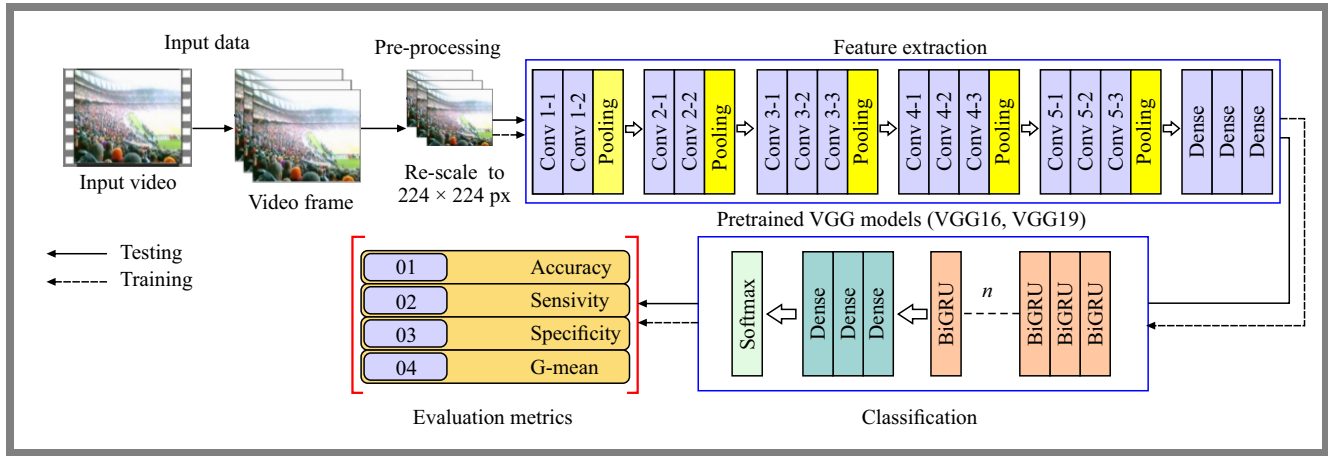 Input data
Pre-processing
Feature extraction
Input video
Video frame
Re-scale to
224 × 224 px
Conv 1-1
Conv 1-2
Pooling
Conv 2-1
Conv 2-2
Pooling
Conv 3-1
Conv 3-2
Conv 3-3
Pooling
Conv 4-1
Conv 4-2
Conv 4-3
Pooling
Conv 5-1
Conv 5-2
Conv 5-3
Pooling
Dense
Dense
Dense
Pretrained VGG models (VGG16, VGG19)
Testing
Training
01 Accuracy
02 Sensivity
03 Specificity
04 G-mean
Evaluation metrics
Softmax
Dense
Dense
Dense
BiGRU
n
BiGRU
BiGRU
BiGRU
Classification